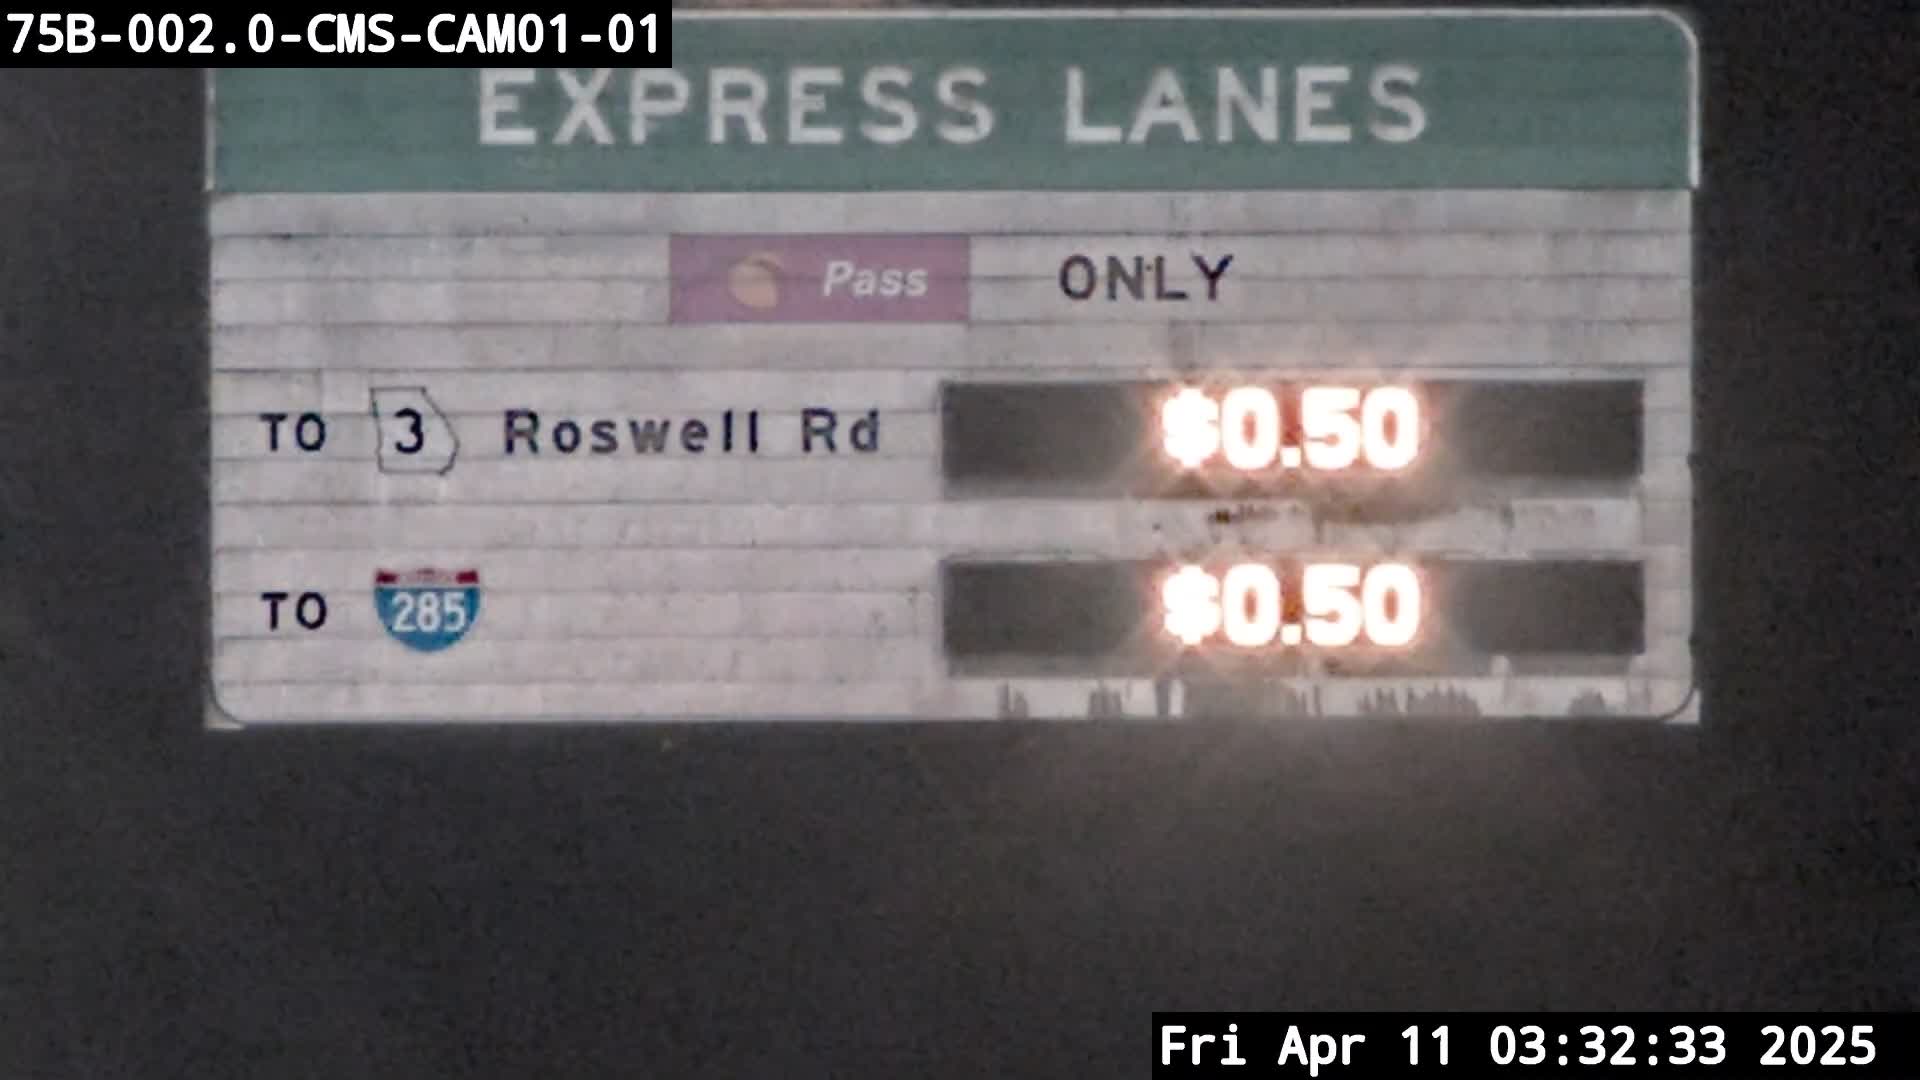 75B-002.0-CMS-CAM01-01
EXPRESS LANES
Pass ONLY
TO 3 Roswell Rd $0.50
TO 285 $0.50
Fri Apr 11 03:32:33 2025